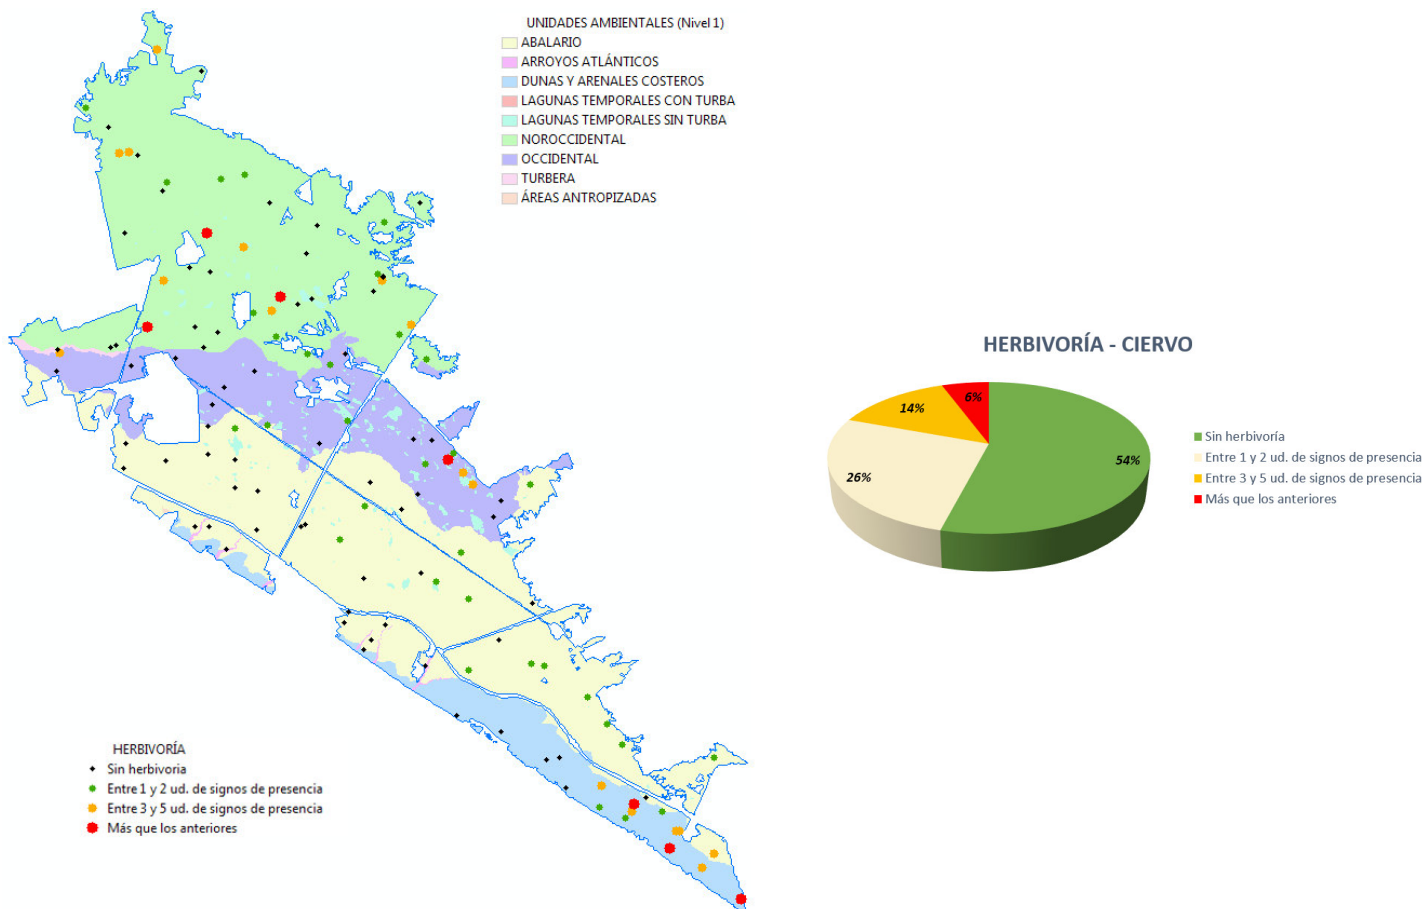 UNIDADES AMBIENTALES (Nivel 1)
ABALARIO
ARROYOS ATLÁNTICOS
DUNAS Y ARENALES COSTEROS
LAGUNAS TEMPORALES CON TURBA
LAGUNAS TEMPORALES SIN TURBA
NOROCCIDENTAL
OCCIDENTAL
TURBERA
ÁREAS ANTROPIZADAS
HERBIVORÍA - CIERVO
6%
14%
26%
54%
Sin herbivoría
Entre 1 y 2 ud. de signos de presencia
Entre 3 y 5 ud. de signos de presencia
Más que los anteriores
HERBIVORÍA
Sin herbivoria
Entre 1 y 2 ud. de signos de presencia
Entre 3 y 5 ud. de signos de presencia
Más que los anteriores